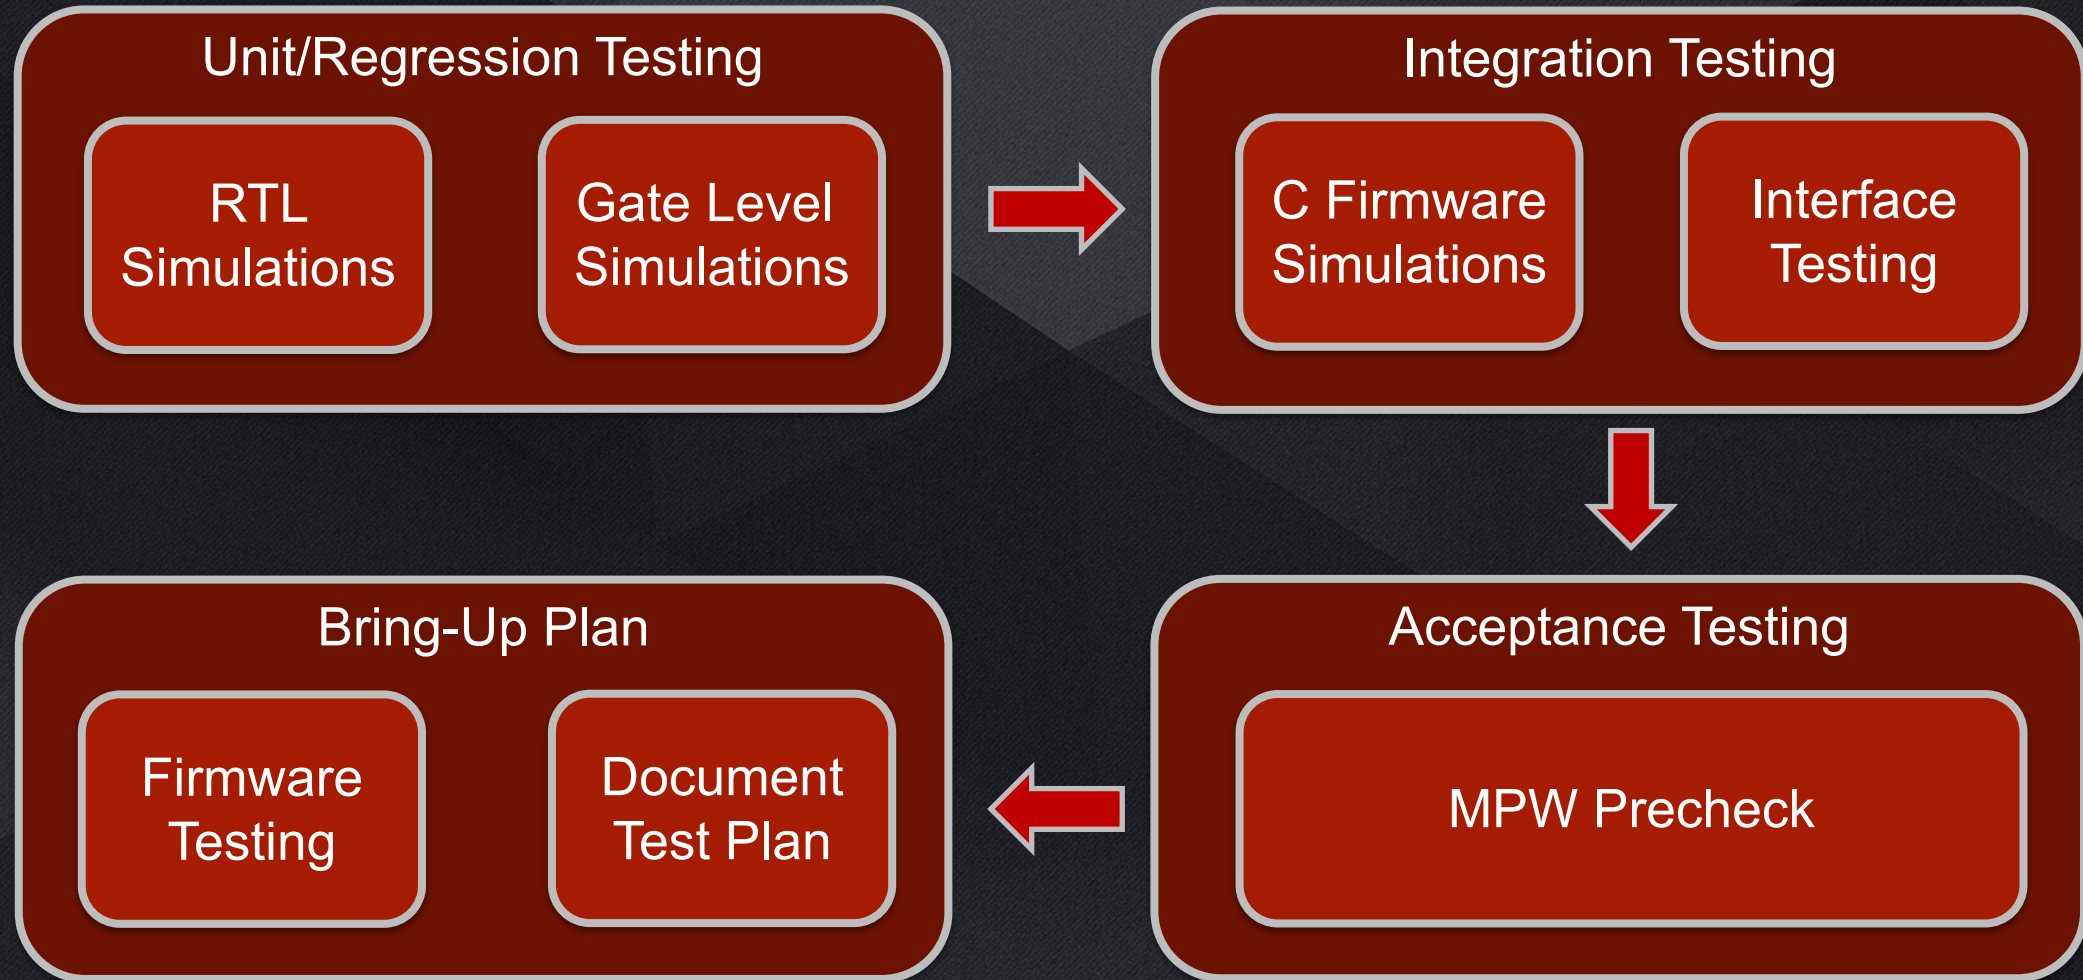 Unit/Regression Testing
RTL
Simulations
Gate Level
Simulations
Integration Testing
C Firmware
Simulations
Interface
Testing
Bring-Up Plan
Firmware
Testing
Document
Test Plan
Acceptance Testing
MPW Precheck